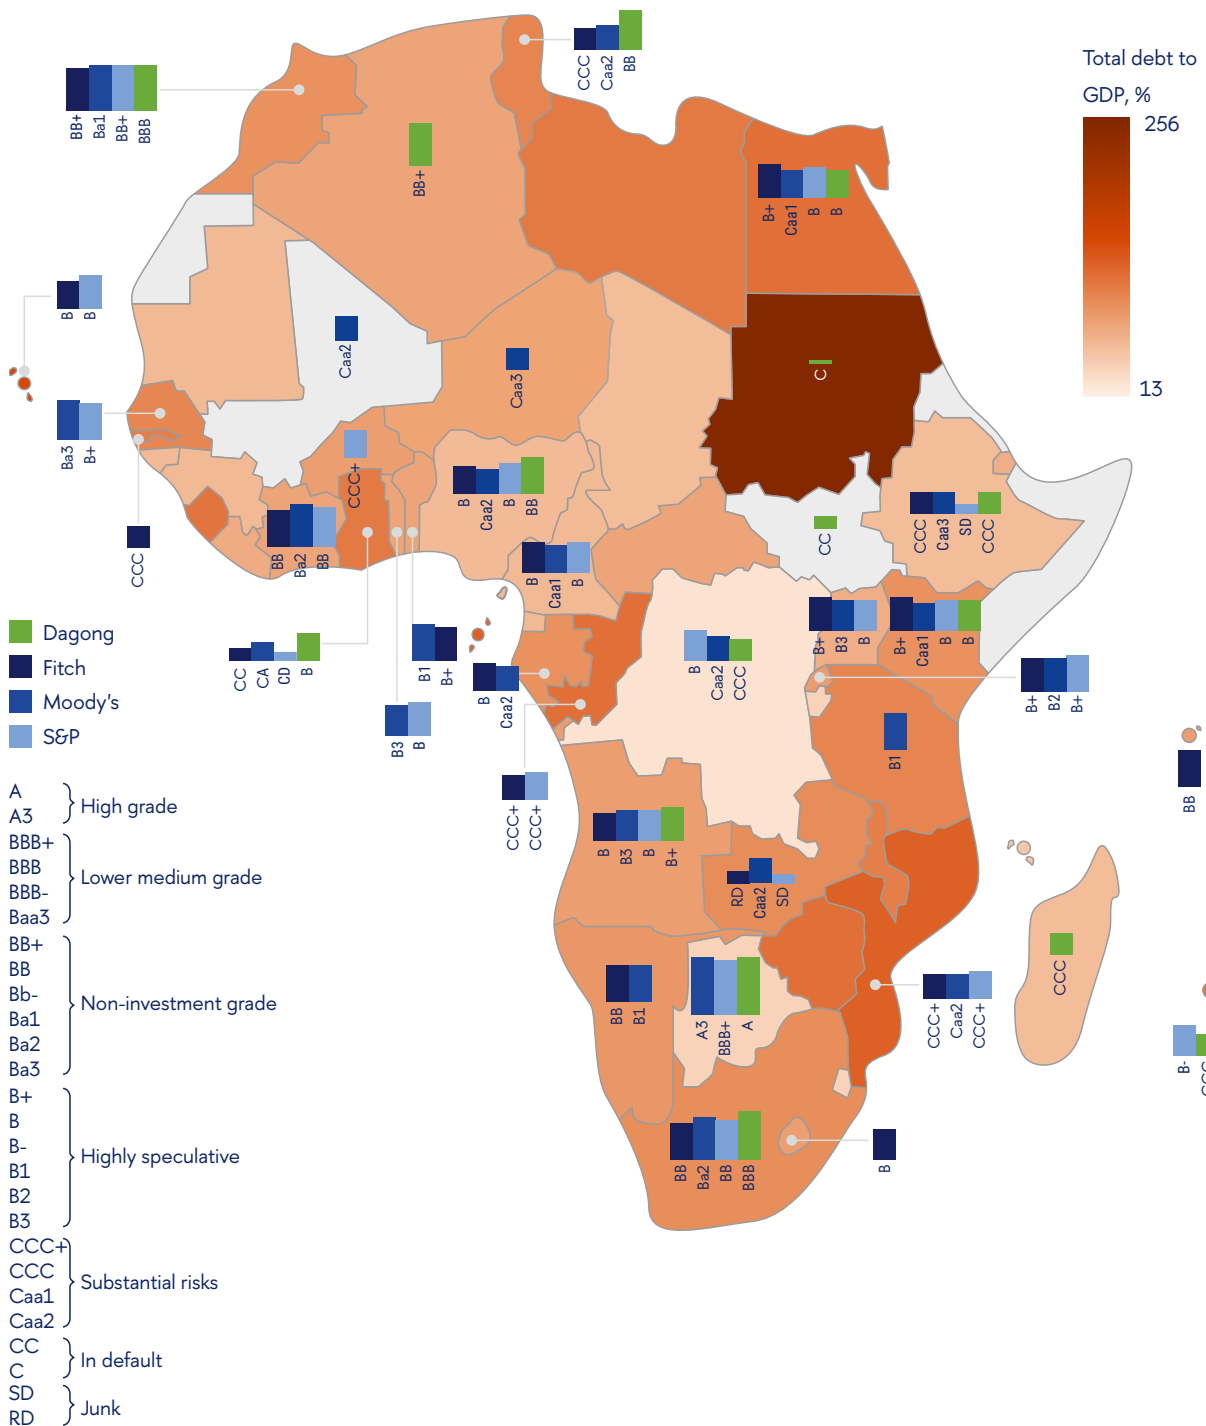 CCC
Caa2
BB
Total debt to
GDP, %
256
13
BB+
Ba1
BB+
BBB
BB+
B+
Caa1
B
B
B
B
Caa2
Caa3
C
Ba3
B+
CCC+
B
Caa2
B
BB
CCC
Caa3
SD
CCC
CC
CCC
BB
Ba2
BB
B
Caa1
B
Dagong
Fitch
Moody's
S&P
CC
CA
CD
B
B1
B+
B
Caa2
B
Caa2
CCC
B+
B3
B
B+
Caa1
B
B
B+
B2
B+
B3
B
B1
BB
CCC+
CCC+
B
B3
B
B+
RD
Caa2
SD
CCC
BB
B1
A3
BBB+
A
CCC+
Caa2
CCC+
B-
BB
Ba2
BB
BBB
B
A
A3
High grade
BBB+
BBB
BBB-
Baa3
Lower medium grade
BB+
BB
Bb-
Ba1
Ba2
Ba3
Non-investment grade
B+
B
B-
B1
B2
B3
Highly speculative
CCC+
CCC
Caa1
Caa2
Substantial risks
CC
C
In default
SD
RD
Junk